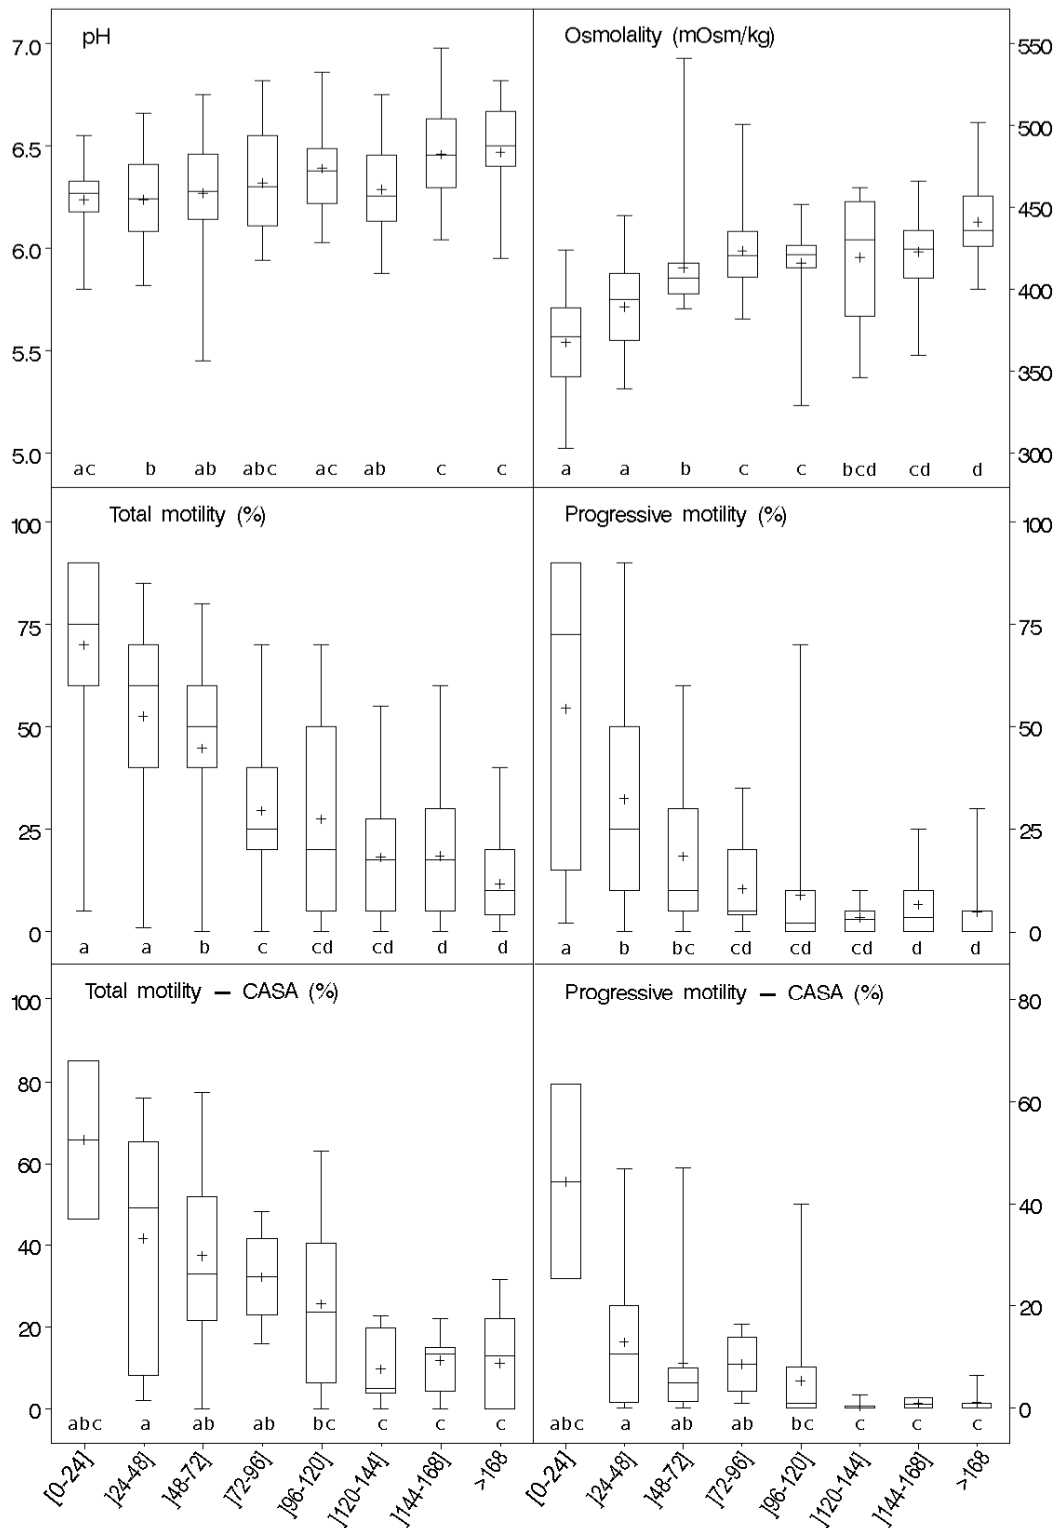 pH Osmolality (mOsm/kg)
7.0 550
6.5 500
6.0 450
5.5 400
5.0 350
300
ac b ab abc ac ab c c a a b c c bcd cd d
Total motility (%) Progressive motility (%)
100 100
75 75
50 50
25 25
0 0
a a b c cd cd d d a b bc cd cd cd d d
Total motility – CASA (%) Progressive motility – CASA (%)
100 80
80 60
60 40
40 20
20 0
0
abc a ab ab bc c c c abc a ab ab bc c c c
[0-24] ]24-48] ]48-72] ]72-96] ]96-120] ]120-144] ]144-168] >168 [0-24] ]24-48] ]48-72] ]72-96] ]96-120] ]120-144] ]144-168] >168